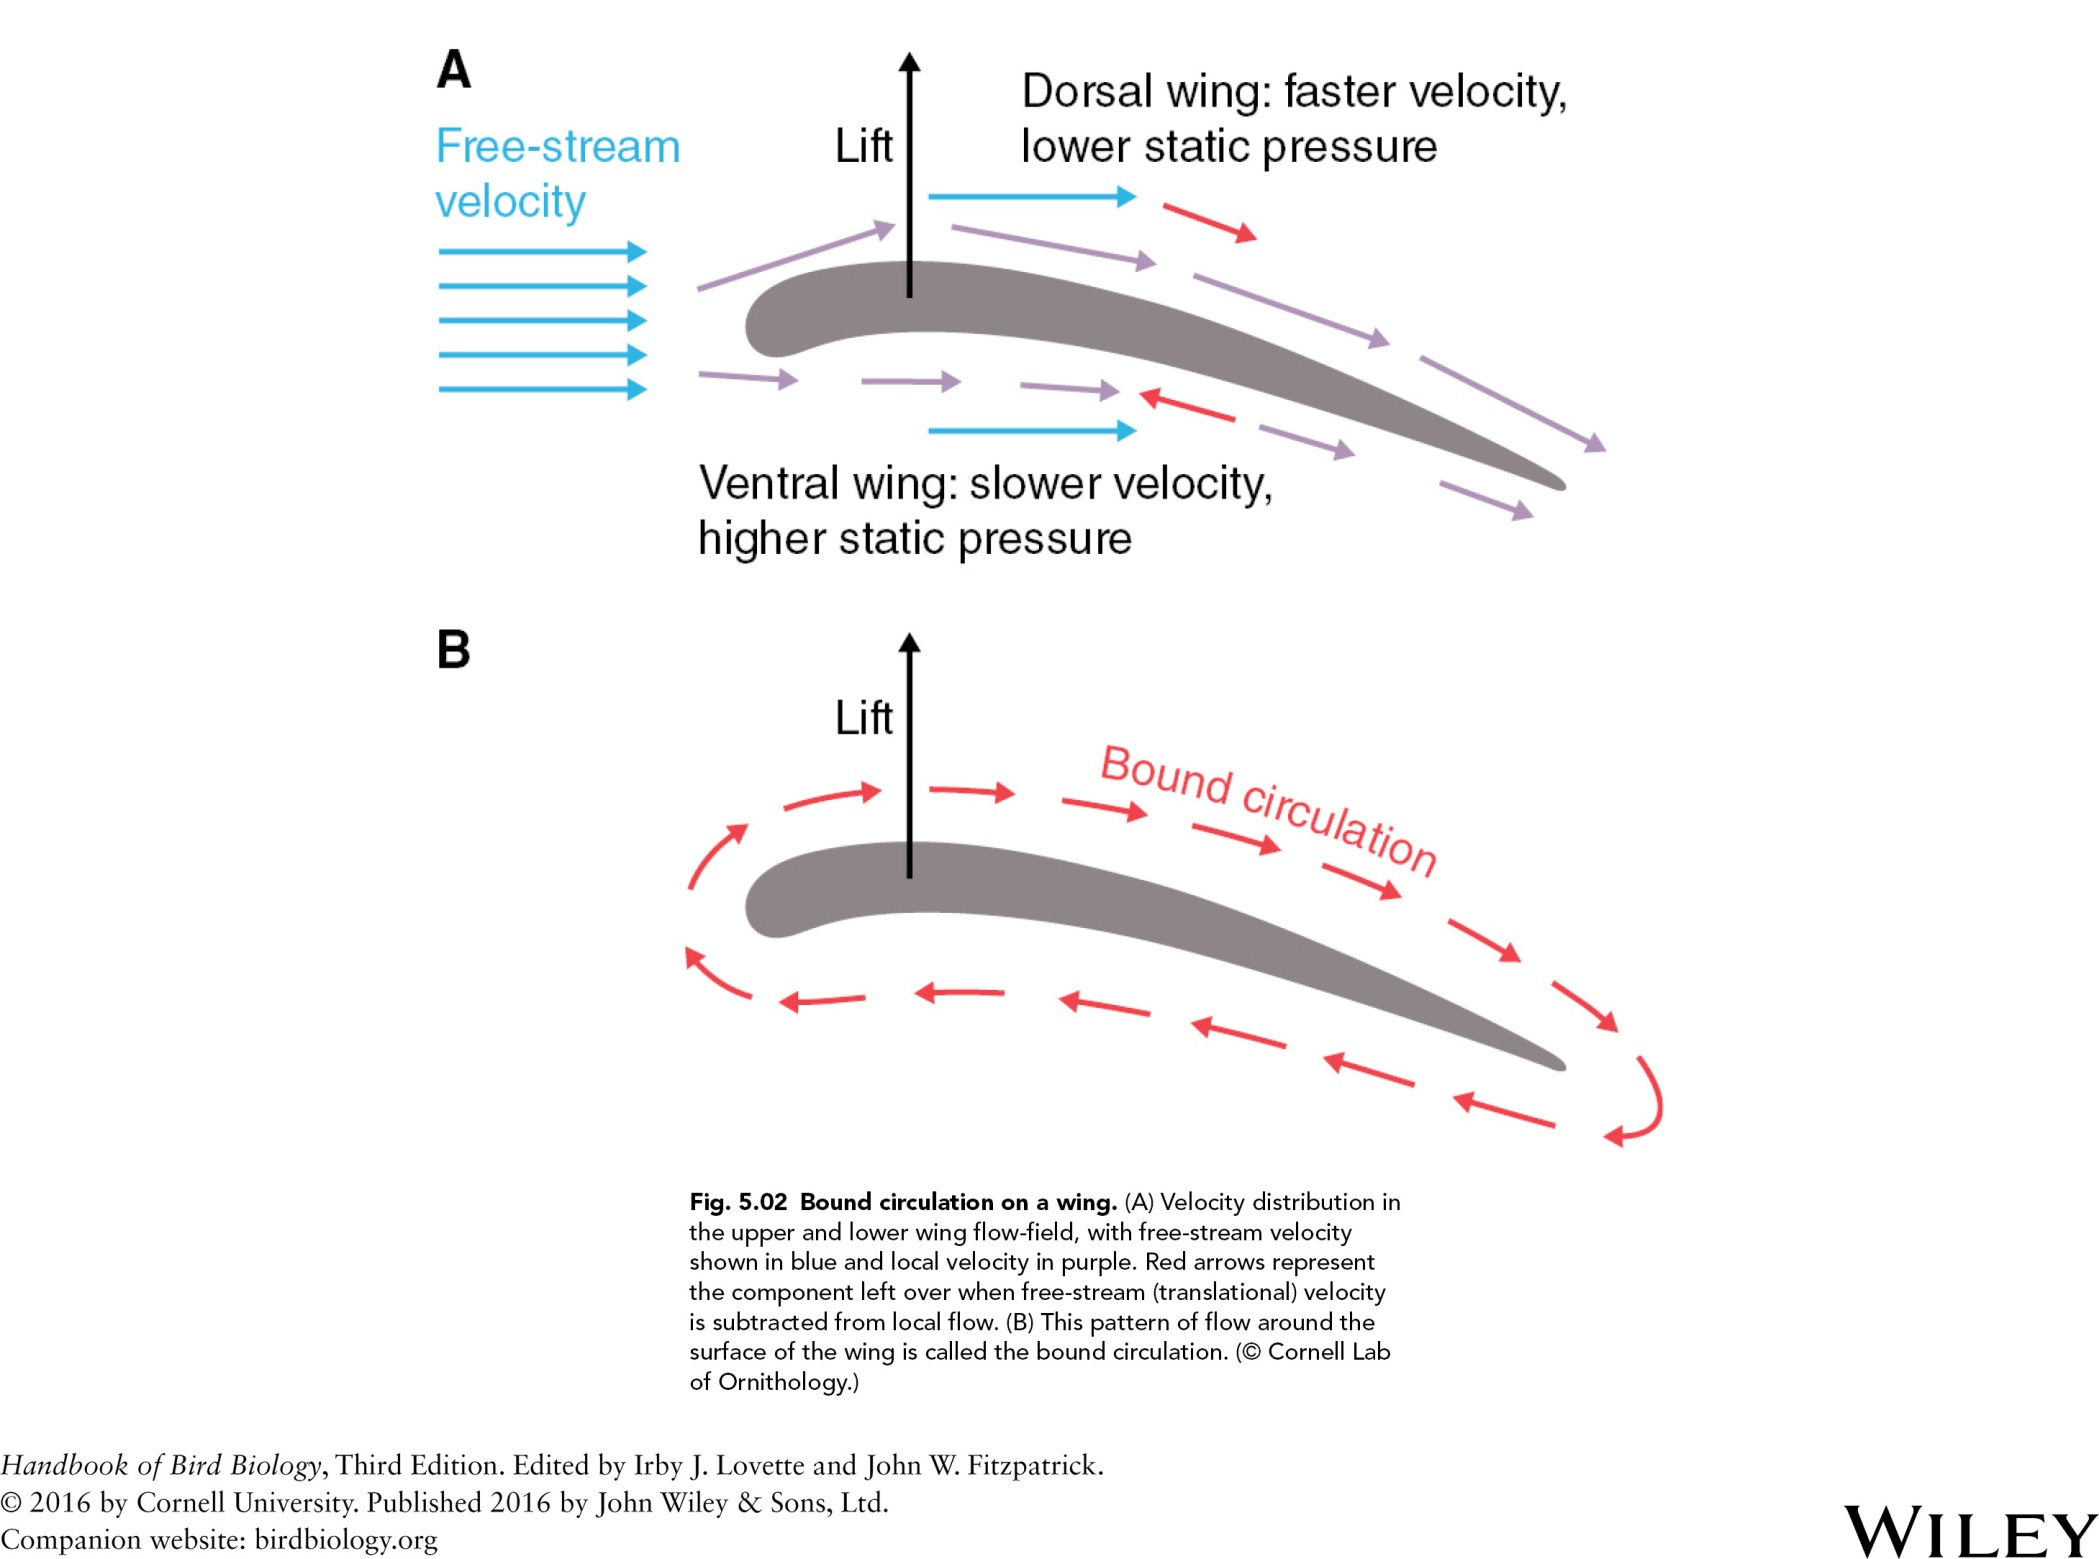 A
Free-stream
velocity
Lift
Dorsal wing: faster velocity,
lower static pressure
Ventral wing: slower velocity,
higher static pressure
B
Lift
Bound circulation
Fig. 5.02 Bound circulation on a wing. (A) Velocity distribution in
the upper and lower wing flow-field, with free-stream velocity
shown in blue and local velocity in purple. Red arrows represent
the component left over when free-stream (translational) velocity
is subtracted from local flow. (B) This pattern of flow around the
surface of the wing is called the bound circulation. (© Cornell Lab
of Ornithology.)
Handbook of Bird Biology, Third Edition. Edited by Irby J. Lovette and John W. Fitzpatrick.
© 2016 by Cornell University. Published 2016 by John Wiley & Sons, Ltd.
Companion website: birdbiology.org
WILEY